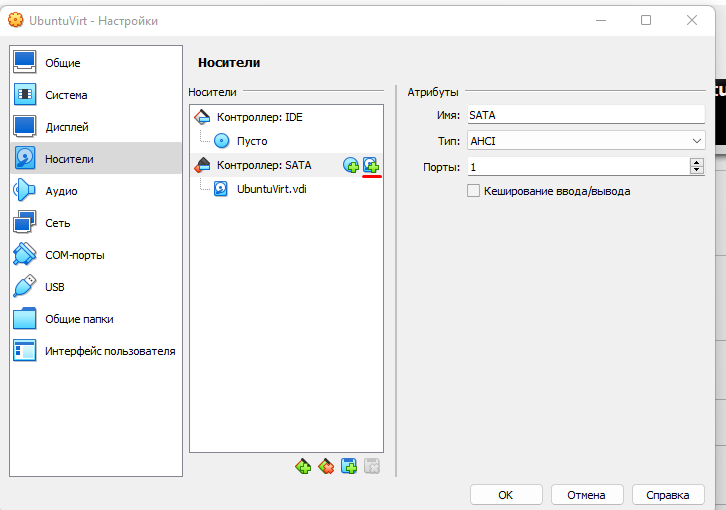 UbuntuVirt - Настройки
Общие
Система
Дисплей
Носители
Аудио
Сеть
COM-порты
USB
Общие папки
Интерфейс пользователя
Носители
Носители
Контроллер: IDE
Пусто
Контроллер: SATA
UbuntuVirt.vdi
Атрибуты
Имя: SATA
Тип: AHCI
Порты: 1
Кеширование ввода/вывода
OK
Отмена
Справка